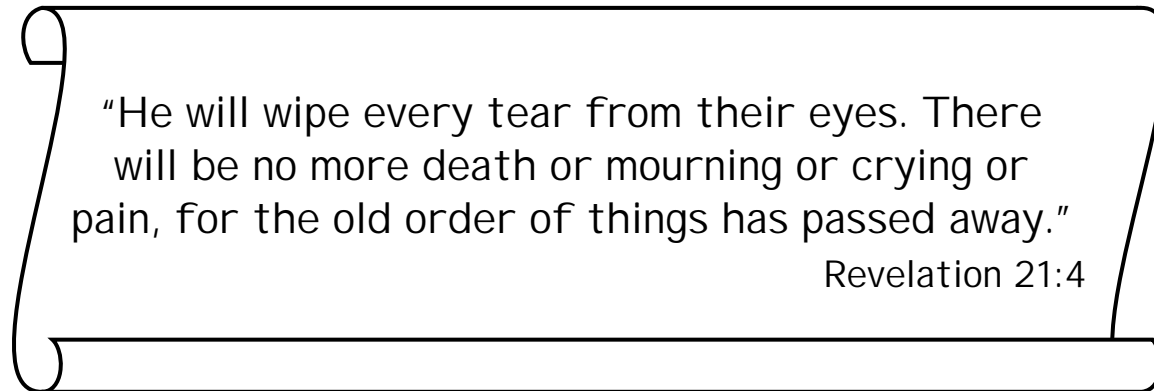 “He will wipe every tear from their eyes. There
will be no more death or mourning or crying or
pain, for the old order of things has passed away.”
Revelation 21:4